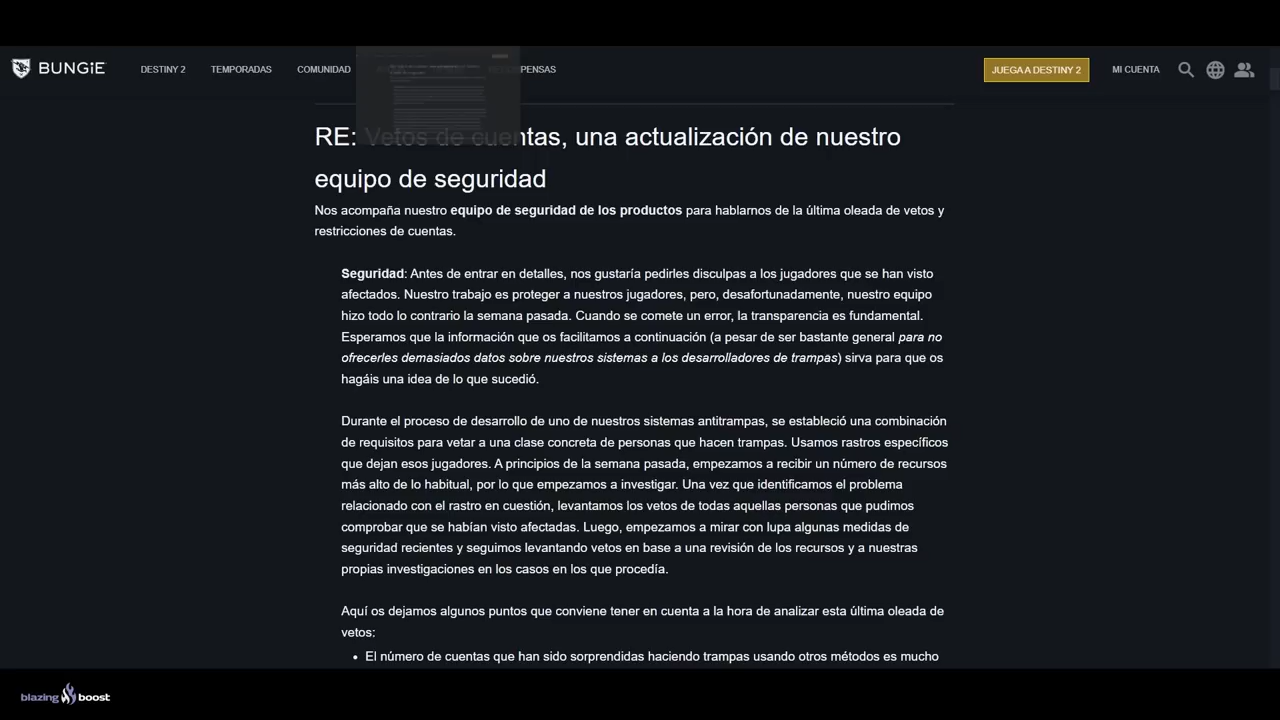 BUNGiE
DESTINY 2 TEMPORADAS COMUNIDAD PENSAS JUEGA A DESTINY 2 MI CUENTA
RE: Vetos de cuentas, una actualización de nuestro
equipo de seguridad
Nos acompaña nuestro equipo de seguridad de los productos para hablarnos de la última oleada de vetos y
restricciones de cuentas.
Seguridad: Antes de entrar en detalles, nos gustaría pedirles disculpas a los jugadores que se han visto
afectados. Nuestro trabajo es proteger a nuestros jugadores, pero, desafortunadamente, nuestro equipo
hizo todo lo contrario la semana pasada. Cuando se comete un error, la transparencia es fundamental.
Esperamos que la información que os facilitamos a continuación (a pesar de ser bastante general para no
ofrecerles demasiados datos sobre nuestros sistemas a los desarrolladores de trampas) sirva para que os
hagáis una idea de lo que sucedió.
Durante el proceso de desarrollo de uno de nuestros sistemas antitrampas, se estableció una combinación
de requisitos para vetar a una clase concreta de personas que hacen trampas. Usamos rastros específicos
que dejan esos jugadores. A principios de la semana pasada, empezamos a recibir un número de recursos
más alto de lo habitual, por lo que empezamos a investigar. Una vez que identificamos el problema
relacionado con el rastro en cuestión, levantamos los vetos de todas aquellas personas que pudimos
comprobar que se habían visto afectadas. Luego, empezamos a mirar con lupa algunas medidas de
seguridad recientes y seguimos levantando vetos en base a una revisión de los recursos y a nuestras
propias investigaciones en los casos en los que procedía.
Aquí os dejamos algunos puntos que conviene tener en cuenta a la hora de analizar esta última oleada de
vetos:
• El número de cuentas que han sido sorprendidas haciendo trampas usando otros métodos es mucho
blazing boost